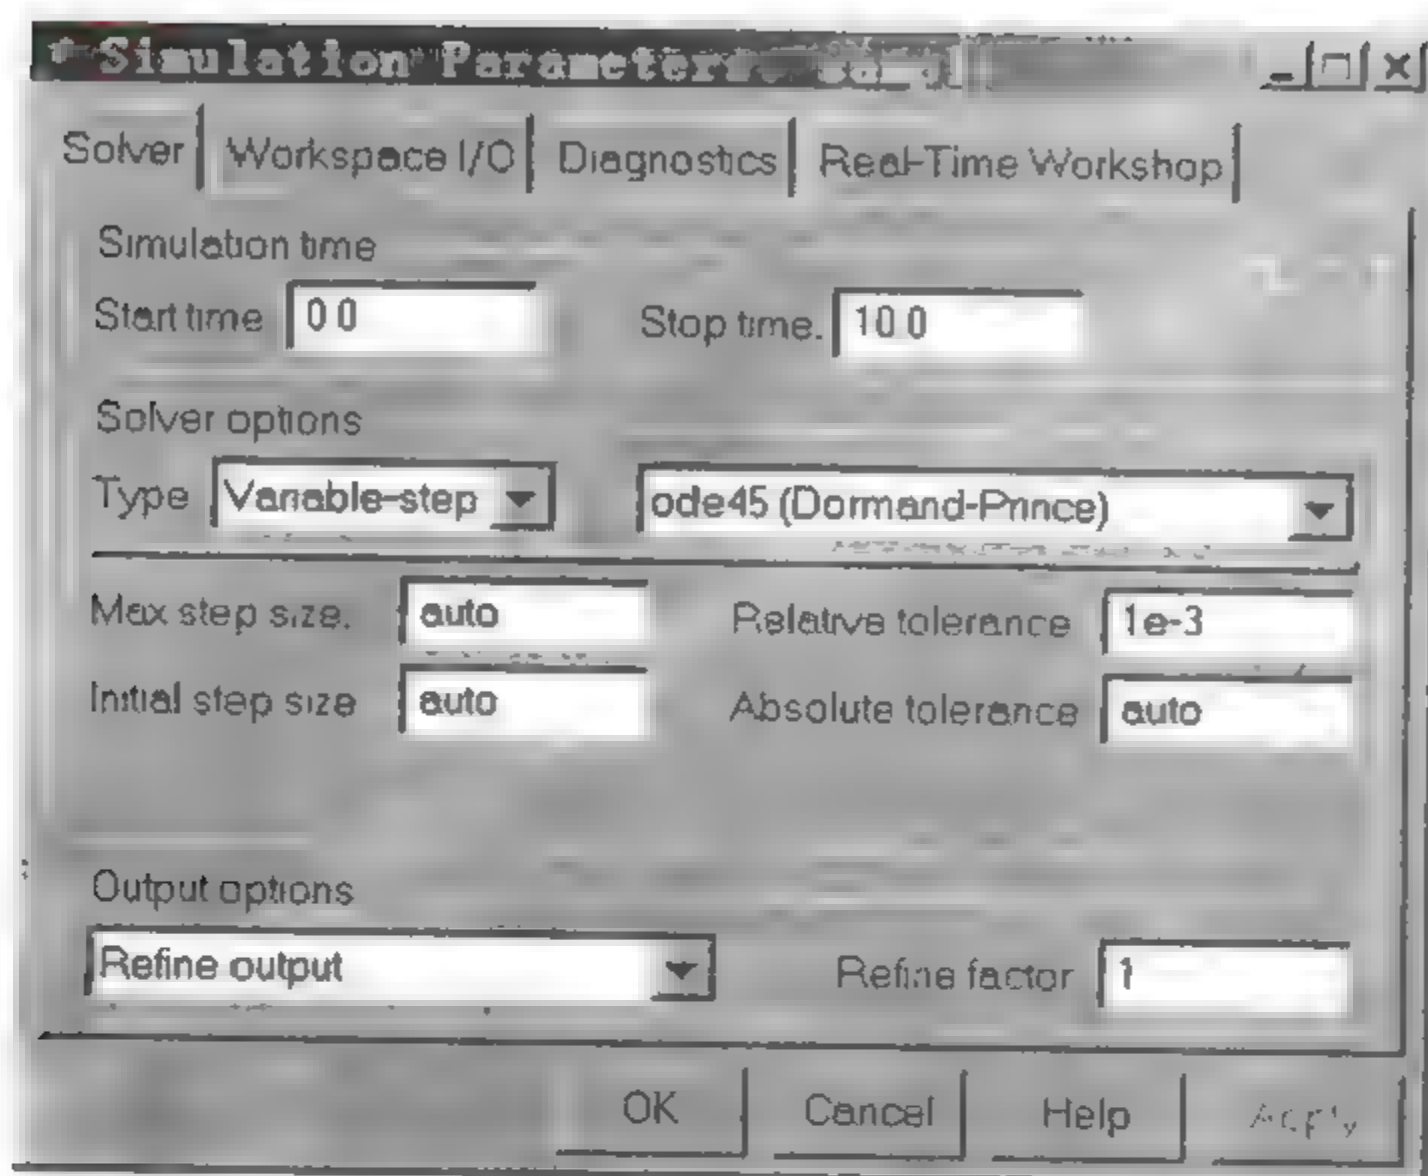 Simulation Parameters:
Solver Workspace I/O Diagnostics Real-Time Workshop
Simulation time
Start time 0 0 Stop time. 10 0
Solver options
Type Variable-step ode45 (Dormand-Prince)
Max step size. auto Relative tolerance 1e-3
Initial step size auto Absolute tolerance auto
Output options
Refine output Refine factor 1
OK Cancel Help Apply